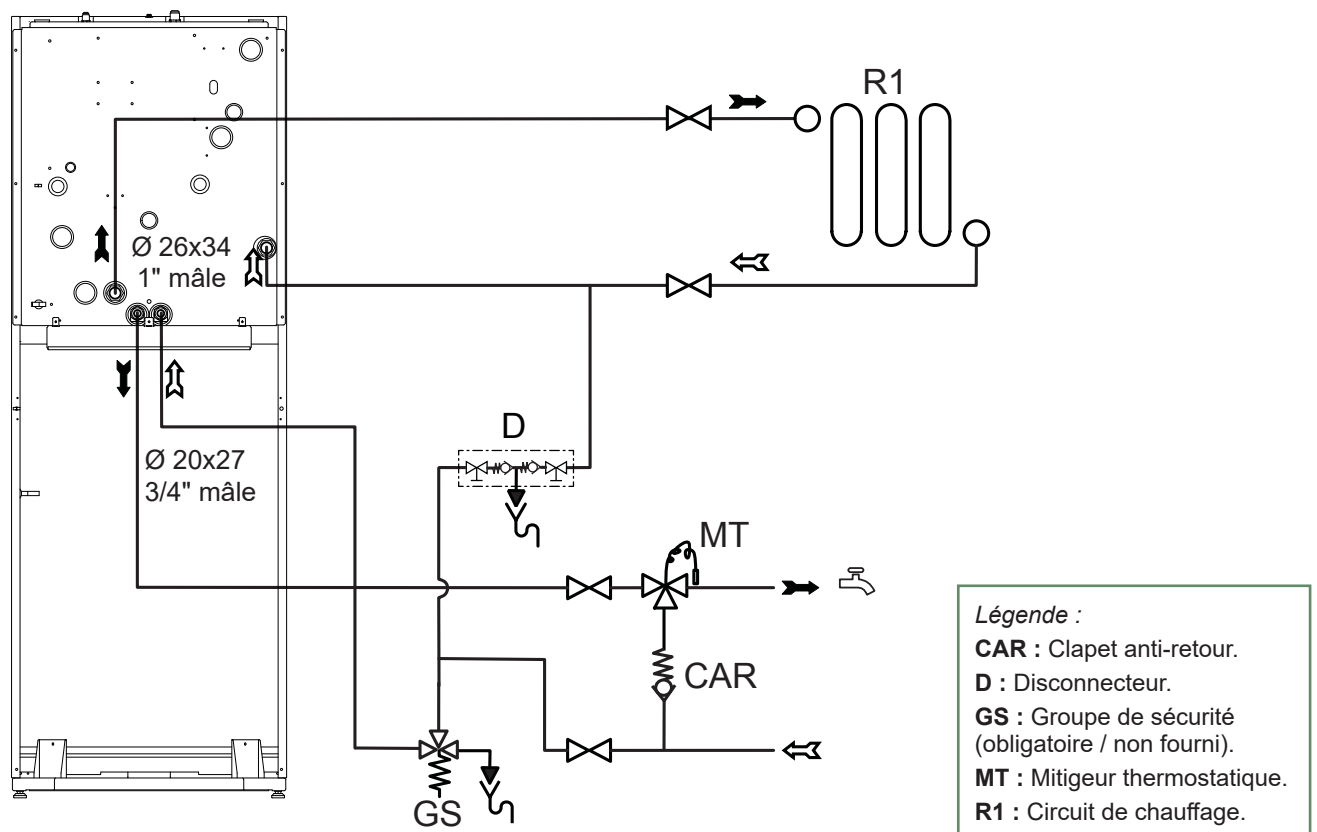 R1
Ø 26x34
1" mâle
D
Ø 20x27
3/4" mâle
MT
CAR
GS
Légende :
CAR : Clapet anti-retour.
D : Disconnecteur.
GS : Groupe de sécurité
(obligatoire / non fourni).
MT : Mitigeur thermostatique.
R1 : Circuit de chauffage.